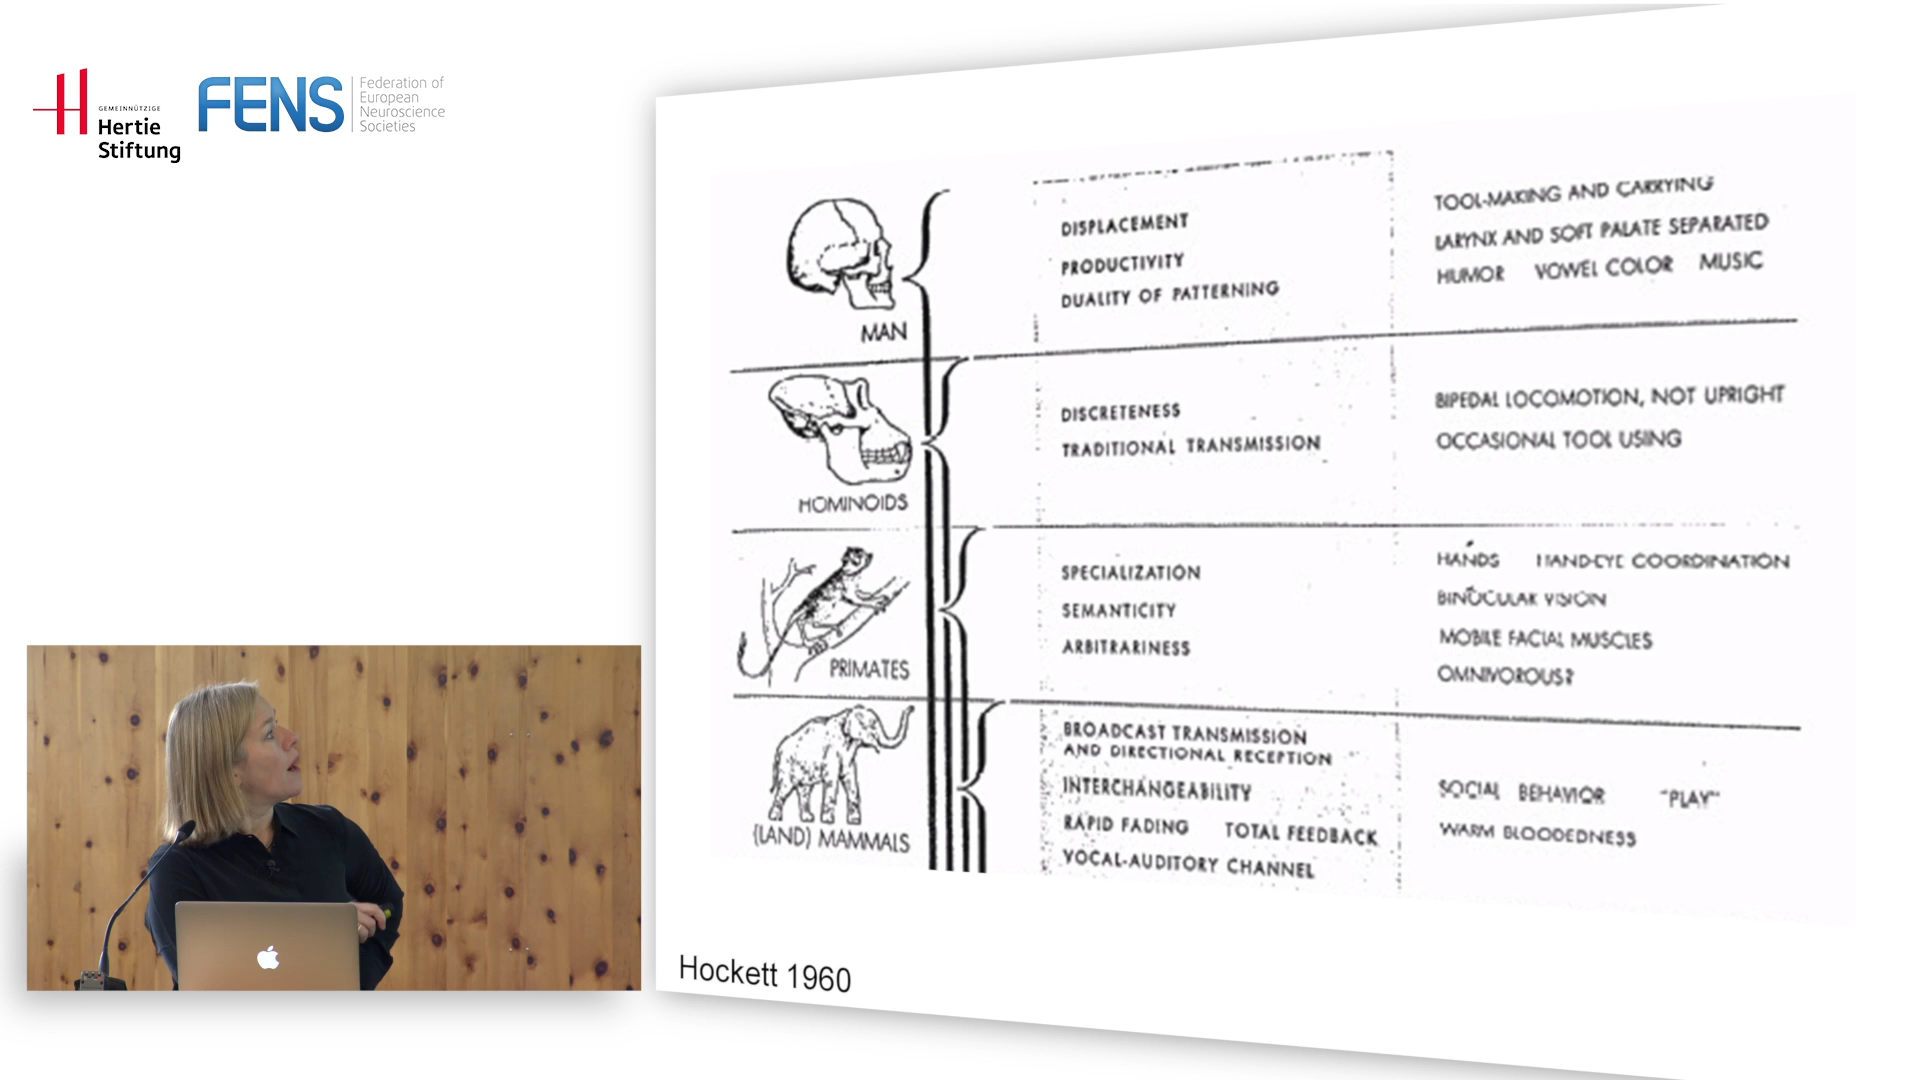 GEMEINNÜTZIGE
Hertie
Stiftung
FENS
Federation of
European
Neuroscience
Societies
MAN
DISPLACEMENT
PRODUCTIVITY
DUALITY OF PATTERNING
TOOL-MAKING AND CARRYING
LARYNX AND SOFT PALATE SEPARATED
HUMOR VOWEL COLOR MUSIC
HOMINOIDS
DISCRETENESS
TRADITIONAL TRANSMISSION
BIPEDAL LOCOMOTION, NOT UPRIGHT
OCCASIONAL TOOL USING
PRIMATES
SPECIALIZATION
SEMANTICITY
ARBITRARINESS
HANDS HAND-EYE COORDINATION
BINOCULAR VISION
MOBILE FACIAL MUSCLES
OMNIVOROUS?
(LAND) MAMMALS
BROADCAST TRANSMISSION
AND DIRECTIONAL RECEPTION
INTERCHANGEABILITY
RAPID FADING TOTAL FEEDBACK
VOCAL-AUDITORY CHANNEL
SOCIAL BEHAVIOR "PLAY"
WARM BLOODEDNESS
Hockett 1960